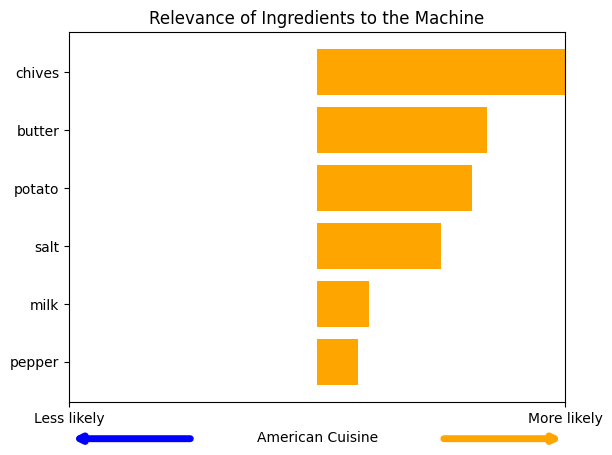 Relevance of Ingredients to the Machine
chives
butter
potato
salt
milk
pepper
Less likely
More likely
American Cuisine